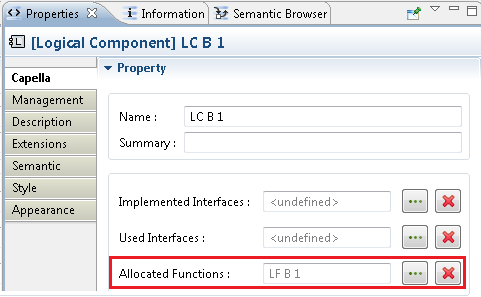 Properties Information Semantic Browser
[Logical Component] LC B 1
Capella
Management
Description
Extensions
Semantic
Style
Appearance
Property
Name : LC B 1
Summary :
Implemented Interfaces : <undefined> ...
Used Interfaces : <undefined> ...
Allocated Functions : LF B 1 ...